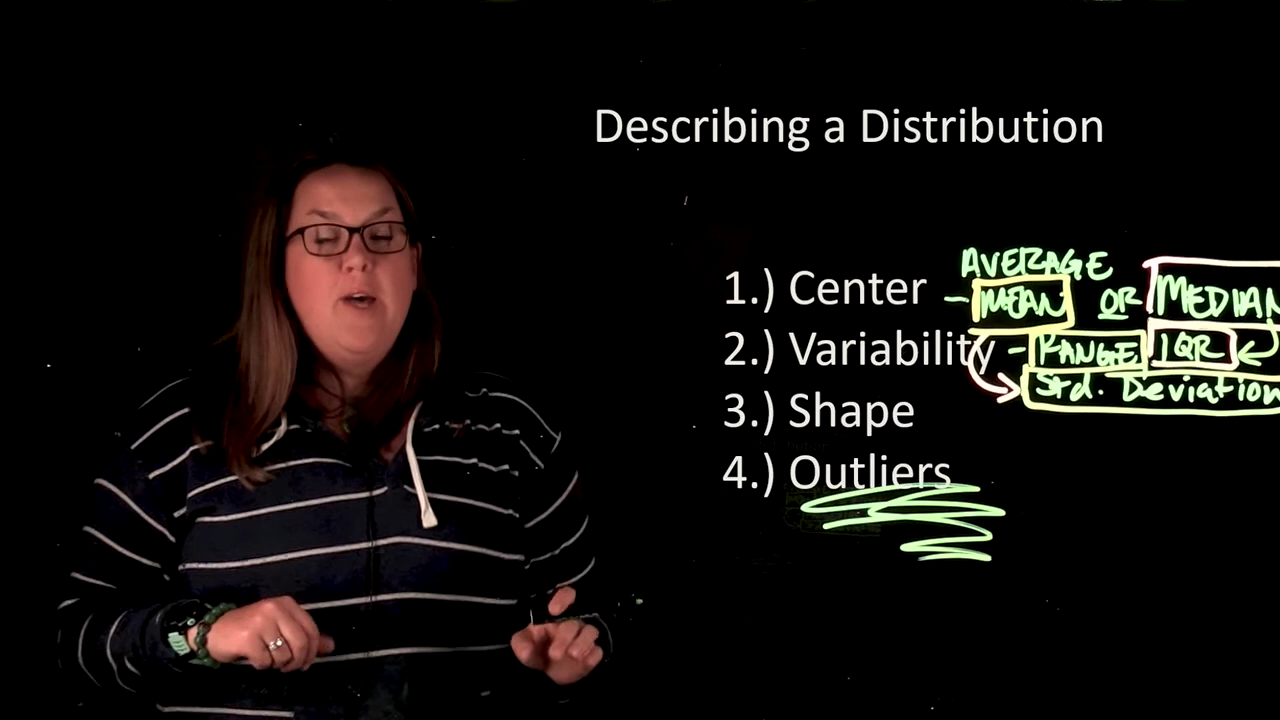 Describing a Distribution
AVERAGE
1.) Center – MEAN OR MEDIAN
2.) Variability – RANGE IQR
Std. Deviation
3.) Shape
4.) Outliers